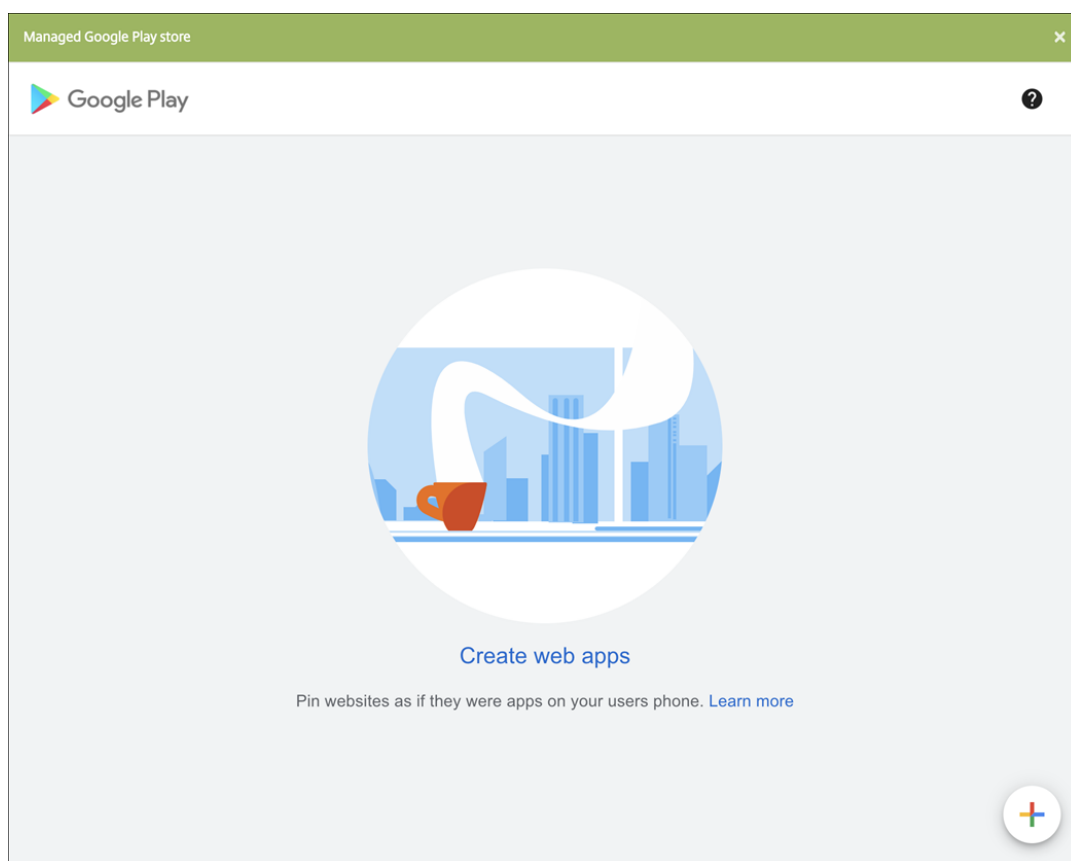 Managed Google Play store
Google Play
Create web apps
Pin websites as if they were apps on your users phone. Learn more